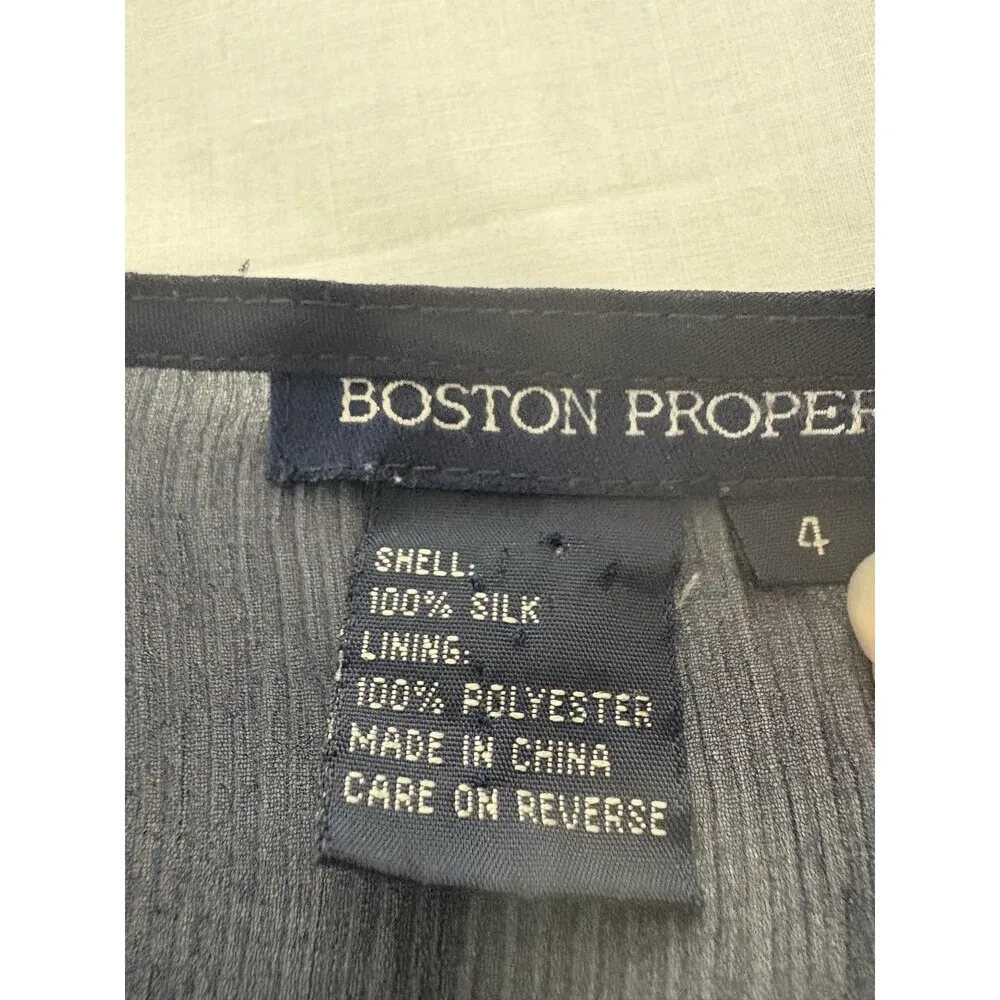 BOSTON PROPER
4
SHELL:
100% SILK
LINING:
100% POLYESTER
MADE IN CHINA
CARE ON REVERSE